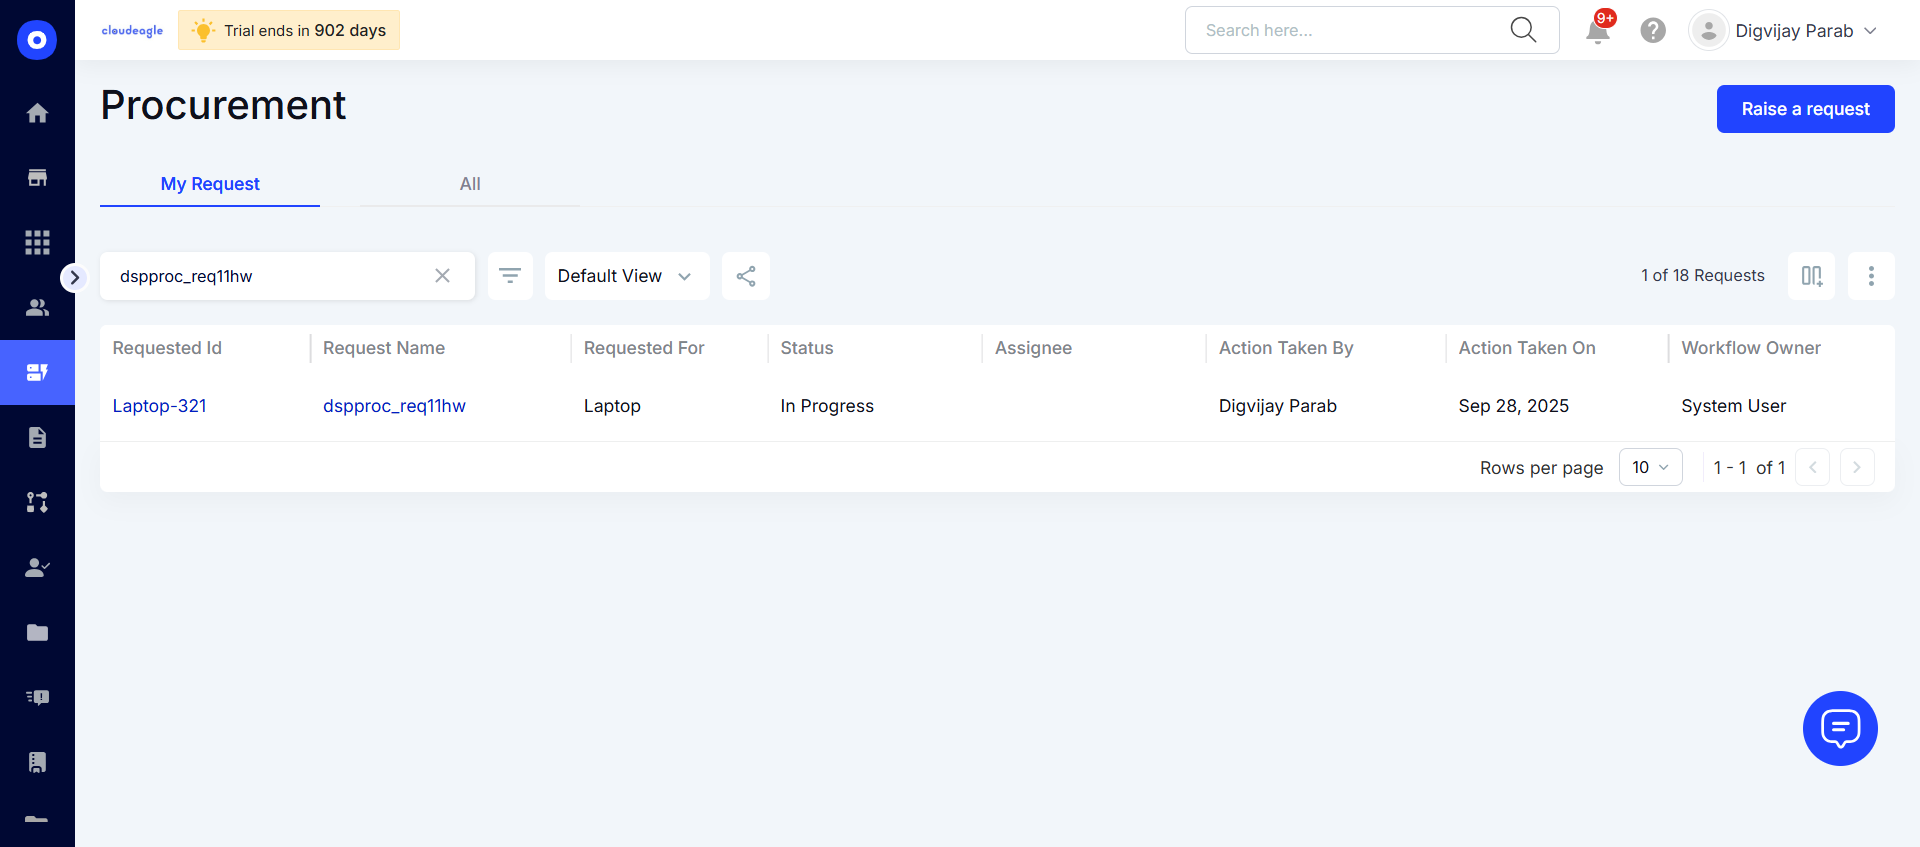 cloudeagle
Trial ends in 902 days
Search here...
9+
Digvijay Parab
Procurement
Raise a request
My Request
All
dspproc_req11hw
Default View
1 of 18 Requests
Requested Id
Request Name
Requested For
Status
Assignee
Action Taken By
Action Taken On
Workflow Owner
Laptop-321
dspproc_req11hw
Laptop
In Progress
Digvijay Parab
Sep 28, 2025
System User
Rows per page
10
1 - 1 of 1